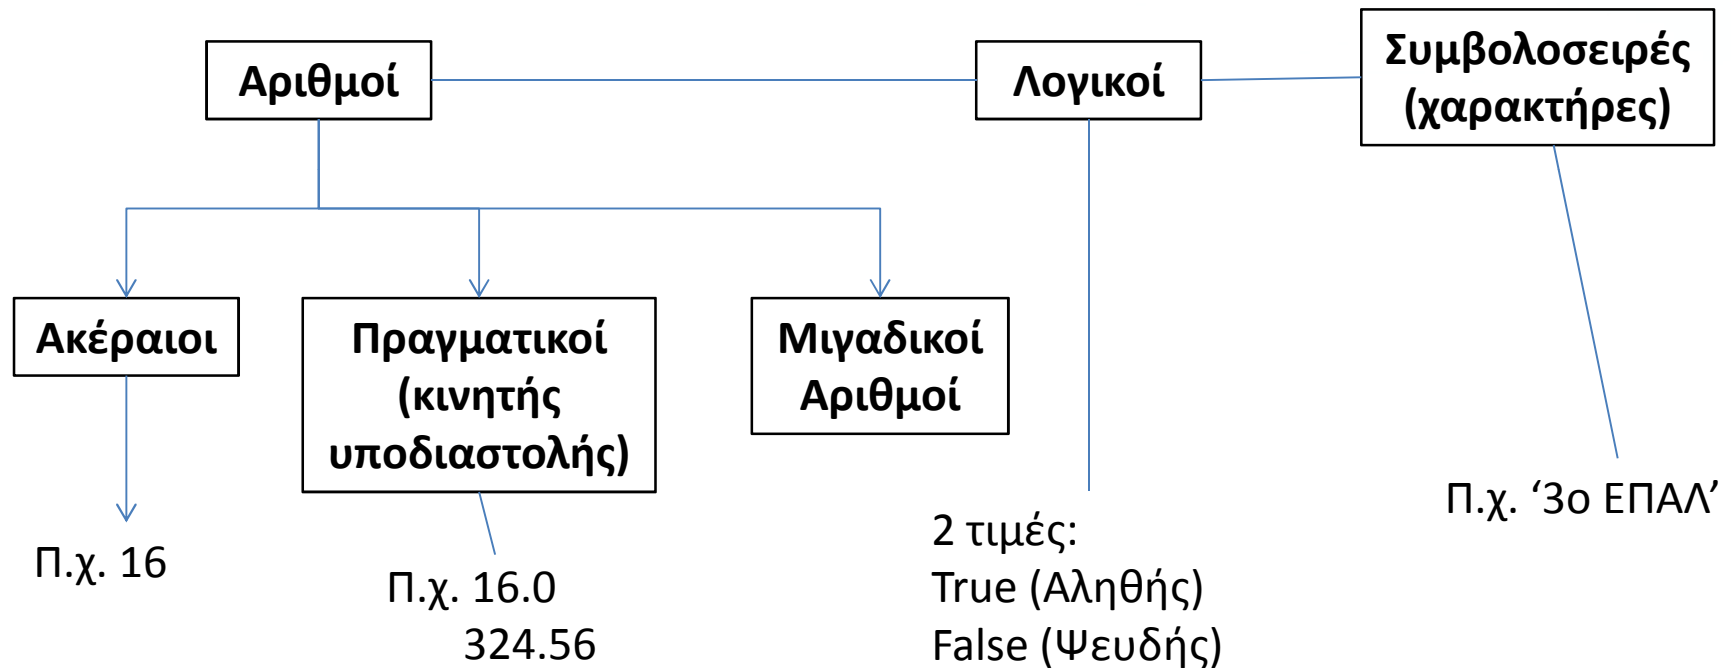 Αριθμοί
Λογικοί
Συμβολοσειρές
(χαρακτήρες)
Ακέραιοι
Πραγματικοί
(κινητής
υποδιαστολής)
Μιγαδικοί
Αριθμοί
Π.χ. 16
Π.χ. 16.0
324.56
2 τιμές:
True (Αληθής)
False (Ψευδής)
Π.χ. ‘3ο ΕΠΑΛ’